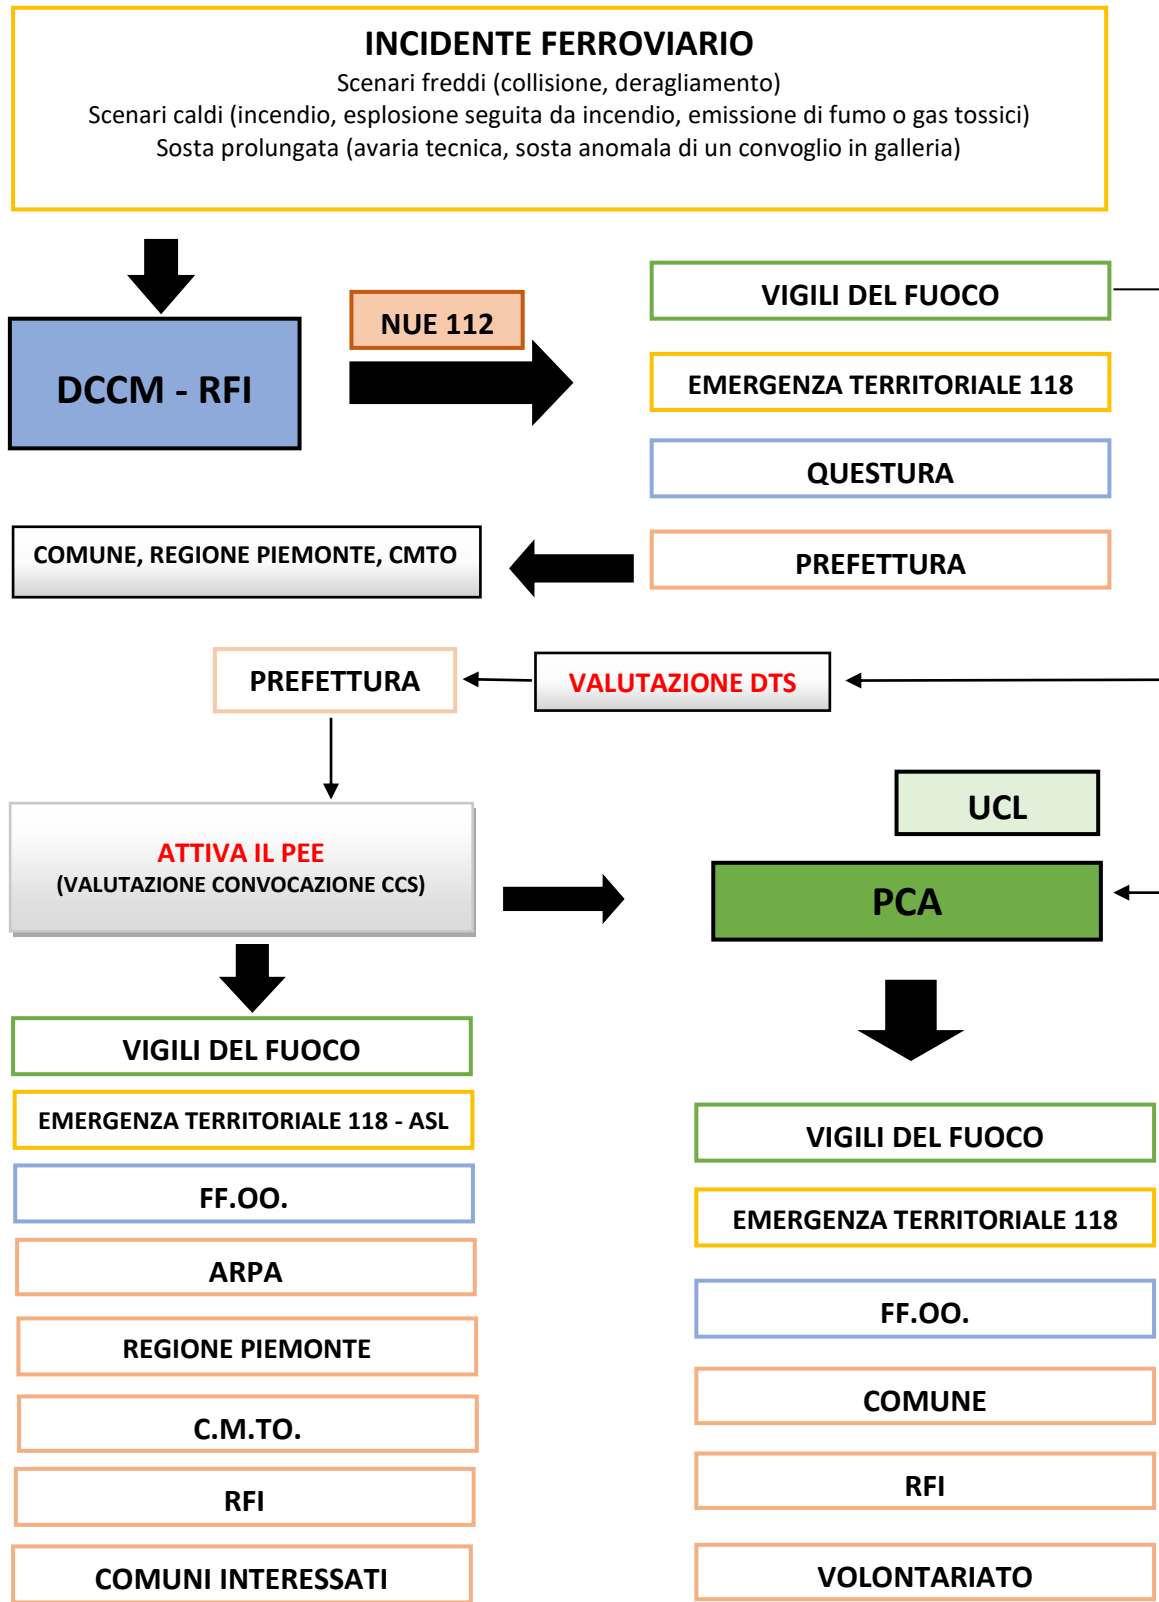 INCIDENTE FERROVIARIO
Scenari freddi (collisione, deragliamento)
Scenari caldi (incendio, esplosione seguita da incendio, emissione di fumo o gas tossici)
Sosta prolungata (avaria tecnica, sosta anomala di un convoglio in galleria)
DCCM - RFI
NUE 112
VIGILI DEL FUOCO
EMERGENZA TERRITORIALE 118
QUESTURA
PREFETTURA
COMUNE, REGIONE PIEMONTE, CMTO
PREFETTURA
VALUTAZIONE DTS
ATTIVA IL PEE
(VALUTAZIONE CONVOCAZIONE CCS)
UCL
PCA
VIGILI DEL FUOCO
EMERGENZA TERRITORIALE 118 - ASL
FF.OO.
ARPA
REGIONE PIEMONTE
C.M.TO.
RFI
COMUNI INTERESSATI
VIGILI DEL FUOCO
EMERGENZA TERRITORIALE 118
FF.OO.
COMUNE
RFI
VOLONTARIATO